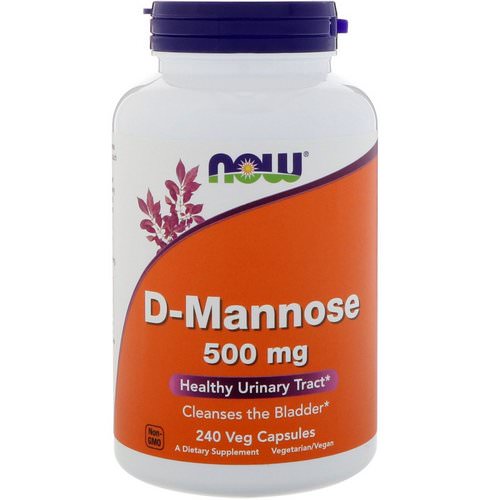 NOW®
D-Mannose
500 mg
Healthy Urinary Tract*
Cleanses the Bladder*
Non-
GMO
240 Veg Capsules
A Dietary Supplement Vegetarian/Vegan